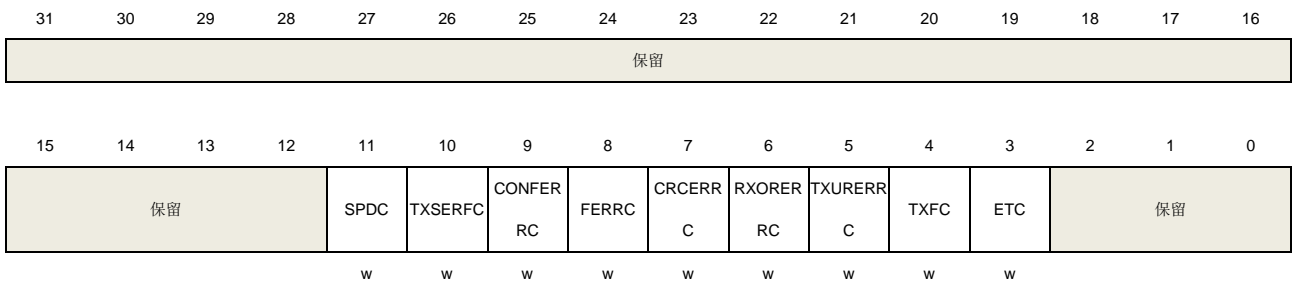 31 30 29 28 27 26 25 24 23 22 21 20 19 18 17 16
保留
15 14 13 12 11 10 9 8 7 6 5 4 3 2 1 0
保留 SPDC TXSERFC CONFER RC FERRC CRCERR C RXORER RC TXURERR C TXFC ETC 保留
w w w w w w w w w